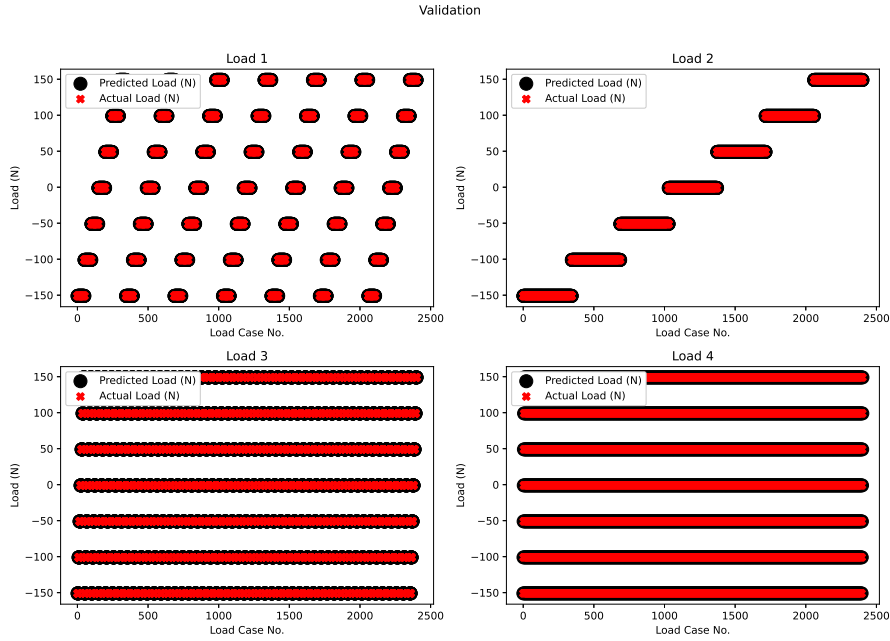 Validation
Load 1
Predicted Load (N)
Actual Load (N)
Load (N)
150
100
50
0
−50
−100
−150
0 500 1000 1500 2000 2500
Load Case No.
Load 2
Predicted Load (N)
Actual Load (N)
Load (N)
150
100
50
0
−50
−100
−150
0 500 1000 1500 2000 2500
Load Case No.
Load 3
Predicted Load (N)
Actual Load (N)
Load (N)
150
100
50
0
−50
−100
−150
0 500 1000 1500 2000 2500
Load Case No.
Load 4
Predicted Load (N)
Actual Load (N)
Load (N)
150
100
50
0
−50
−100
−150
0 500 1000 1500 2000 2500
Load Case No.